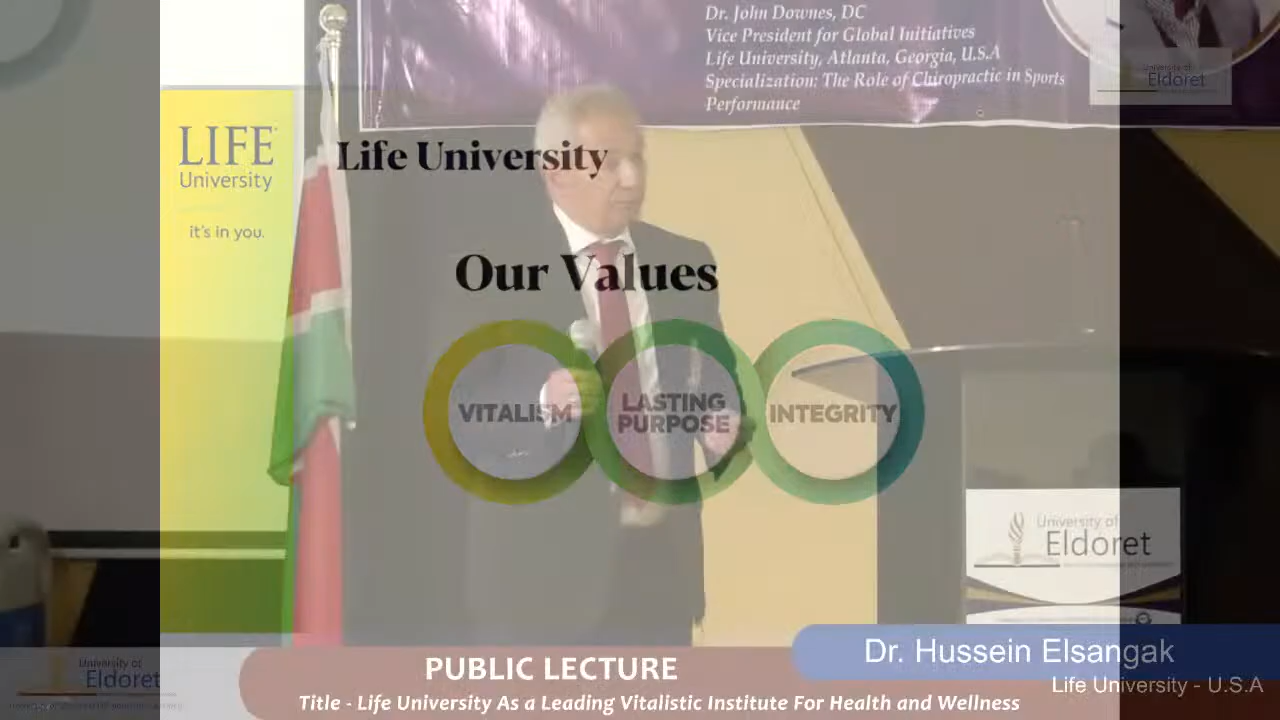 Dr. John Downes, DC
Vice President for Global Initiatives
Life University, Atlanta, Georgia, U.S.A
Specialization: The Role of Chiropractic in Sports
Performance
University of
Eldoret
LIFE
University
it's in you.
Life University
Our Values
VITALISM
LASTING
PURPOSE
INTEGRITY
University of
Eldoret
University of
Eldoret
PUBLIC LECTURE
Title - Life University As a Leading Vitalistic Institute For Health and Wellness
Dr. Hussein Elsangak
Life University - U.S.A